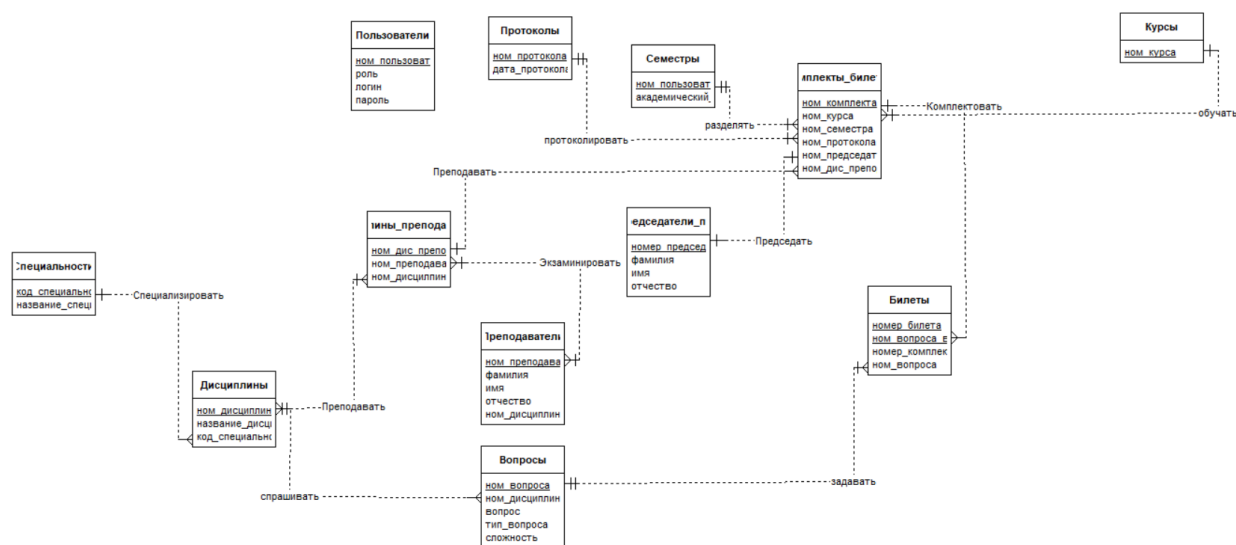 Пользователи
ном_пользоват
роль
логин
пароль
Протоколы
ном_протокола
дата_протокола
Семестры
ном_пользоват
академический_
Курсы
ном_курса
мплекты_биле
ном_комплекта
ном_курса
ном_семестра
ном_протокола
ном_председат
ном_дис_препо
Комплектовать
обучать
разделять
протоколировать
Преподавать
ины_препода
ном_дис_препо
ном_преподава
ном_дисциплин
Экзаминировать
едседатели_п
номер_председ
фамилия
имя
отчество
Председать
Специальность
код_специально
название_спец
Специализировать
Билеты
номер_билета
ном_вопроса_в
номер_комплек
ном_вопроса
Преподаватели
ном_преподава
фамилия
имя
отчество
ном_дисциплин
Дисциплины
ном_дисциплин
название_дисц
код_специально
Преподавать
Вопросы
ном_вопроса
ном_дисциплин
вопрос
тип_вопроса
сложность
спрашивать
задавать